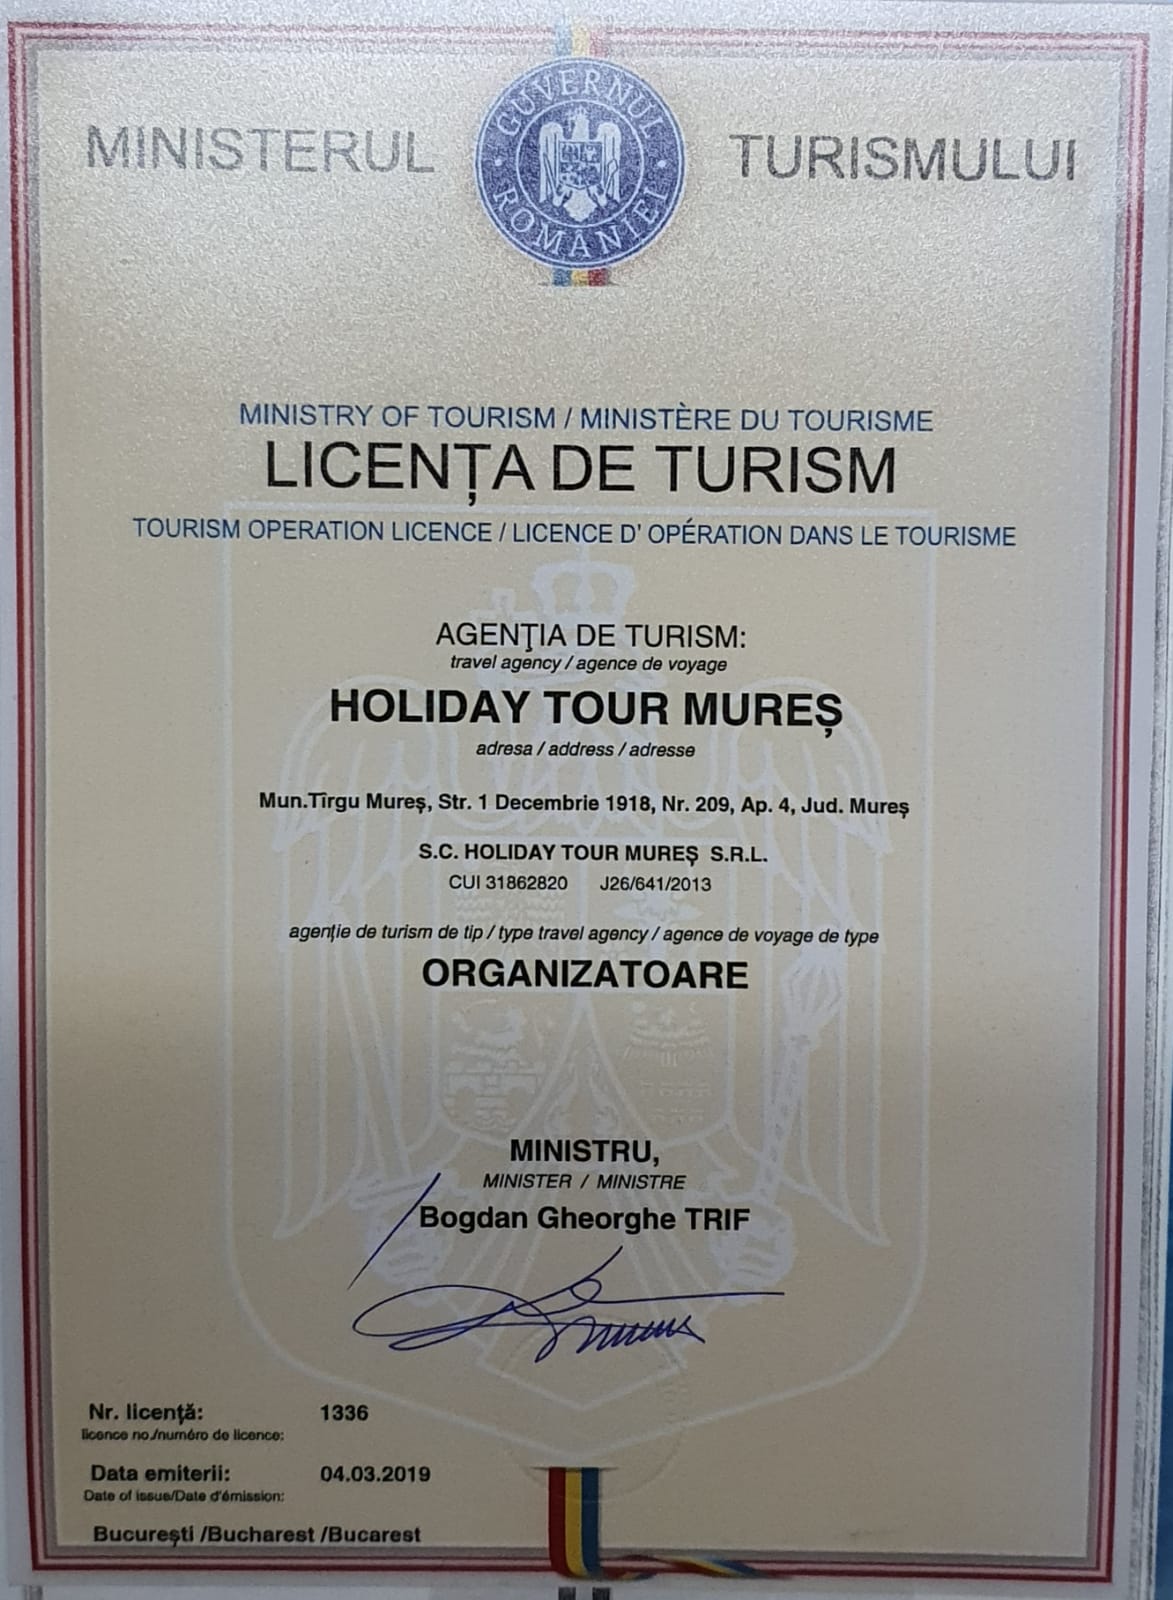 MINISTERUL TURISMULUI
GUVERNUL ROMÂNIEI
MINISTRY OF TOURISM / MINISTÈRE DU TOURISME
LICENȚA DE TURISM
TOURISM OPERATION LICENCE / LICENCE D' OPÉRATION DANS LE TOURISME
AGENŢIA DE TURISM:
travel agency / agence de voyage
HOLIDAY TOUR MUREȘ
adresa / address / adresse
Mun.Tîrgu Mureș, Str. 1 Decembrie 1918, Nr. 209, Ap. 4, Jud. Mureș
S.C. HOLIDAY TOUR MUREȘ S.R.L.
CUI 31862820 J26/641/2013
agenţie de turism de tip / type travel agency / agence de voyage de type
ORGANIZATOARE
MINISTRU,
MINISTER / MINISTRE
Bogdan Gheorghe TRIF
Nr. licență: 1336
licence no./numéro de licence:
Data emiterii: 04.03.2019
Date of issue/Date d'émission:
București /Bucharest /Bucarest